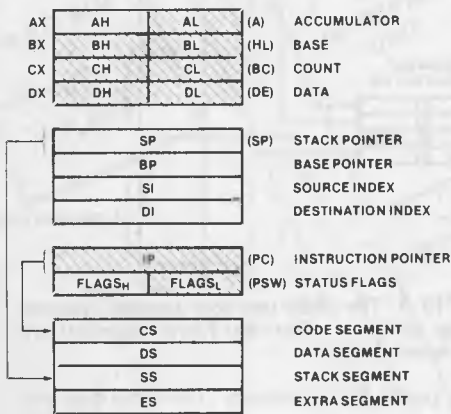 AX AH AL (A) ACCUMULATOR
BX BH BL (HL) BASE
CX CH CL (BC) COUNT
DX DH DL (DE) DATA
SP (SP) STACK POINTER
BP BASE POINTER
SI SOURCE INDEX
DI DESTINATION INDEX
IP (PC) INSTRUCTION POINTER
FLAGSH FLAGSL (PSW) STATUS FLAGS
CS CODE SEGMENT
DS DATA SEGMENT
SS STACK SEGMENT
ES EXTRA SEGMENT